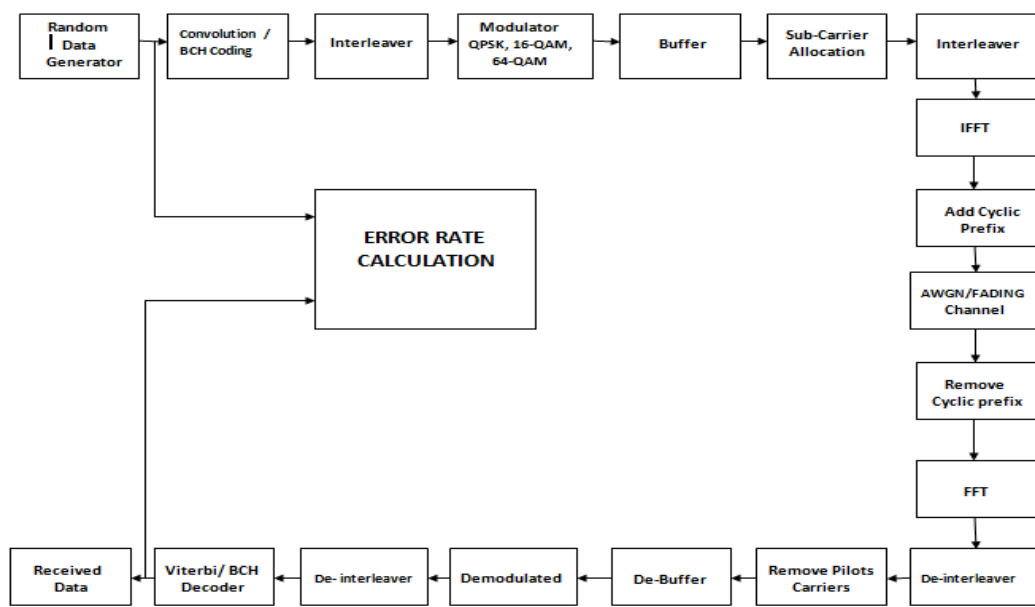 Random
Data
Generator
Convolution /
BCH Coding
Interleaver
Modulator
QPSK, 16-QAM,
64-QAM
Buffer
Sub-Carrier
Allocation
Interleaver
IFFT
Add Cyclic
Prefix
ERROR RATE
CALCULATION
AWGN/FADING
Channel
Remove
Cyclic prefix
FFT
Received
Data
Viterbi/ BCH
Decoder
De- interleaver
Demodulated
De-Buffer
Remove Pilots
Carriers
De-interleaver